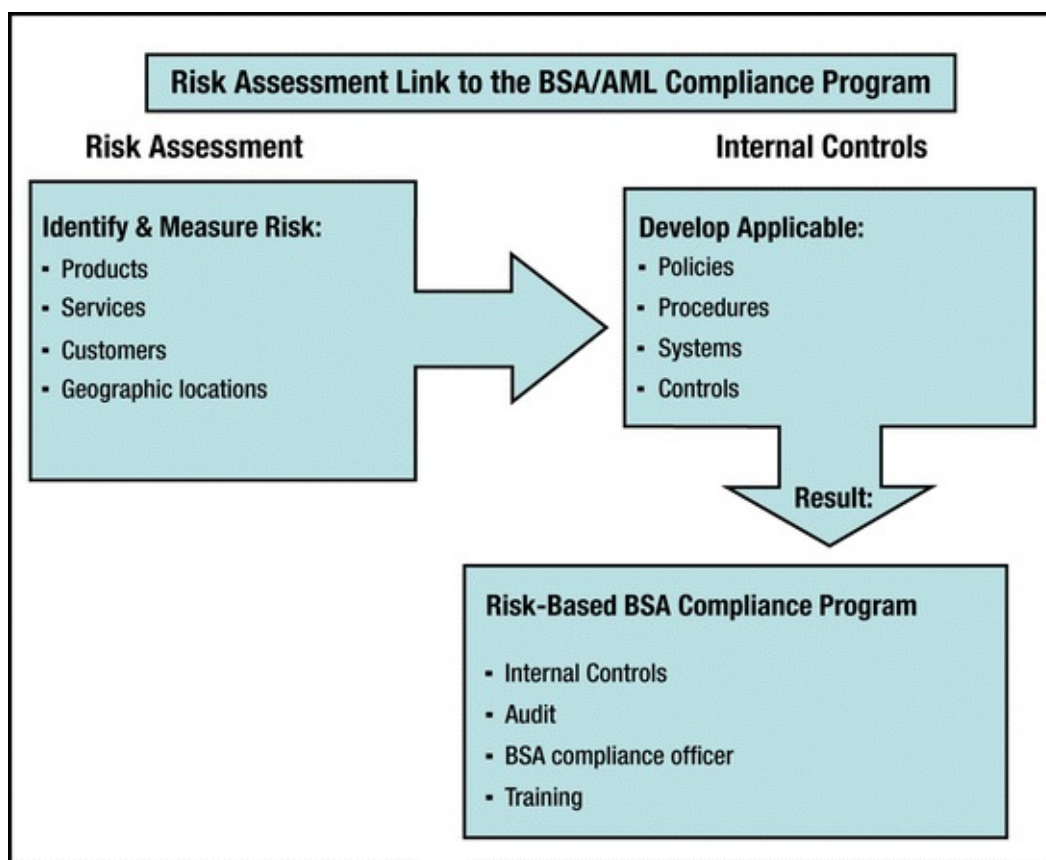 Risk Assessment Link to the BSA/AML Compliance Program
Risk Assessment
Identify & Measure Risk:
- Products
- Services
- Customers
- Geographic locations
Internal Controls
Develop Applicable:
- Policies
- Procedures
- Systems
- Controls
Result:
Risk-Based BSA Compliance Program
- Internal Controls
- Audit
- BSA compliance officer
- Training